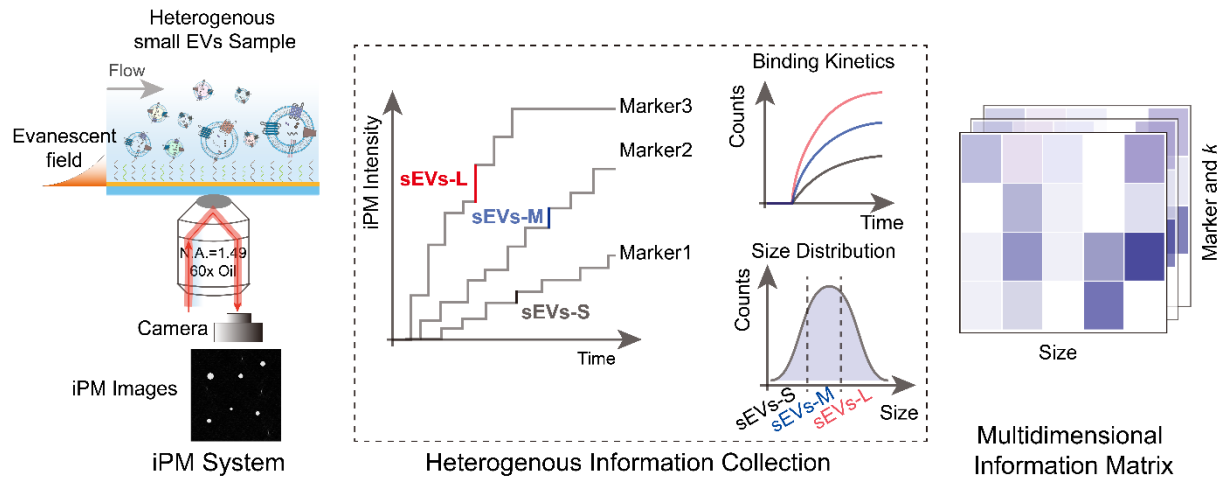 Heterogenous
small EVs Sample
Flow
Evanescent
field
N.A.=1.49
60x Oil
Camera
iPM Images
iPM System
iPM Intensity
Marker3
Marker2
Marker1
sEVs-L
sEVs-M
sEVs-S
Time
Binding Kinetics
Counts
Time
Size Distribution
Counts
sEVs-S
sEVs-M
sEVs-L
Size
Heterogenous Information Collection
Marker and k
Size
Multidimensional
Information Matrix